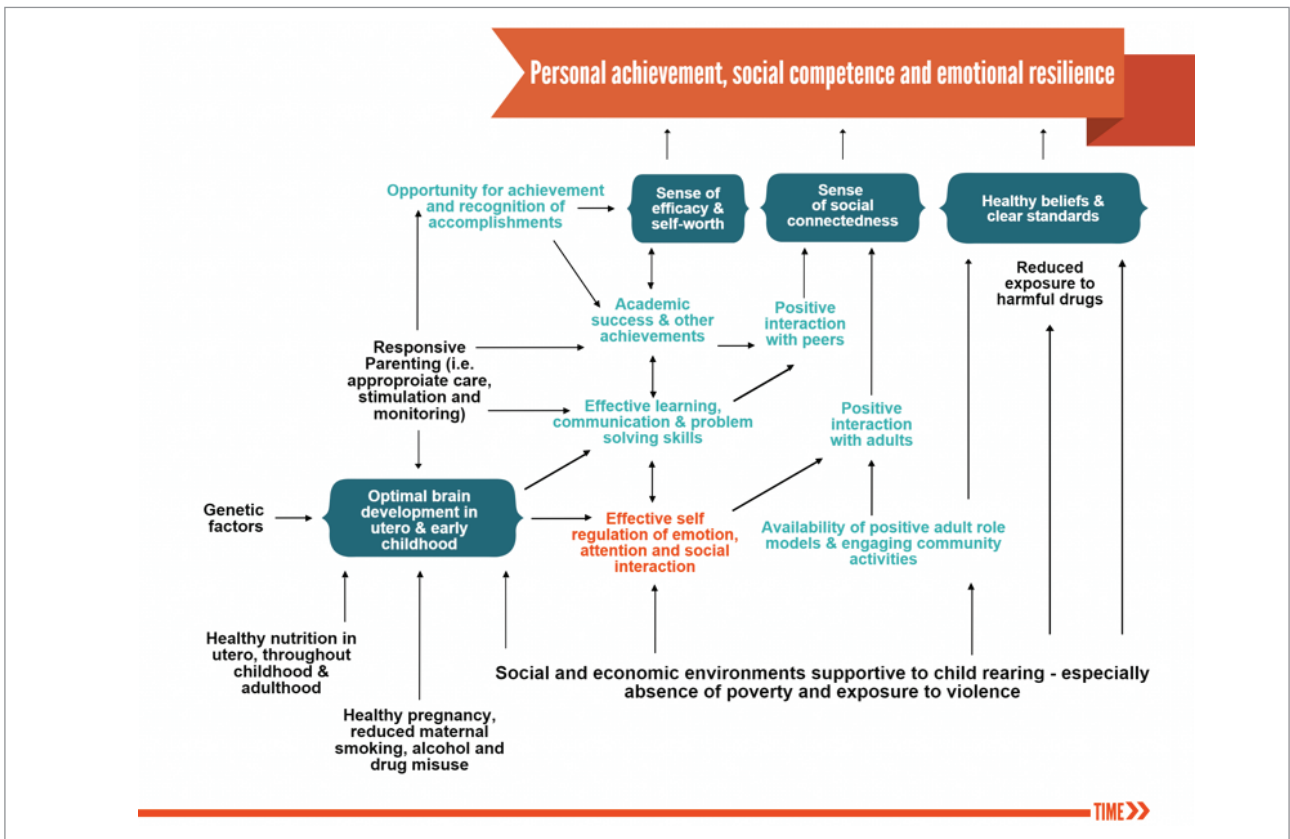 Personal achievement, social competence and emotional resilience
Opportunity for achievement
and recognition of
accomplishments
Sense of
efficacy &
self-worth
Sense
of social
connectedness
Healthy beliefs &
clear standards
Reduced
exposure to
harmful drugs
Academic
success & other
achievements
Positive
interaction
with peers
Responsive
Parenting (i.e.
approproiate care,
stimulation and
monitoring)
Effective learning,
communication & problem
solving skills
Positive
interaction
with adults
Genetic
factors
Optimal brain
development in
utero & early
childhood
Effective self
regulation of emotion,
attention and social
interaction
Availability of positive adult role
models & engaging community
activities
Healthy nutrition in
utero, throughout
childhood &
adulthood
Social and economic environments supportive to child rearing - especially
absence of poverty and exposure to violence
Healthy pregnancy,
reduced maternal
smoking, alcohol and
drug misuse
TIME